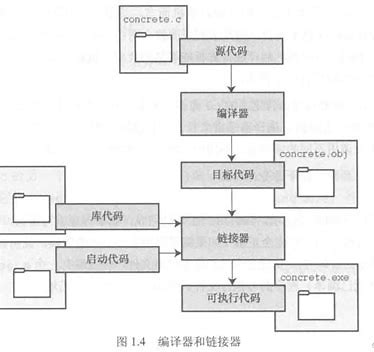 concrete.c
源代码
编译器
concrete.obj
目标代码
库代码
链接器
启动代码
concrete.exe
可执行代码
图 1.4 编译器和链接器